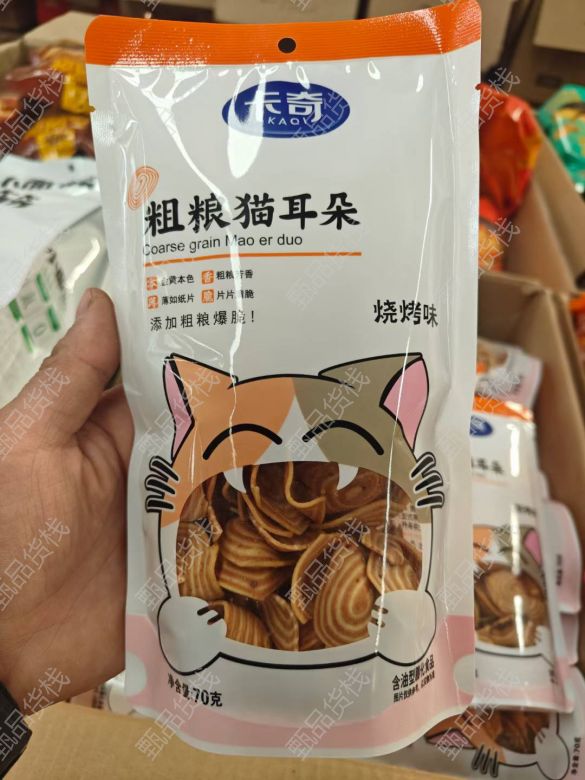 卡奇
KAQI
粗粮猫耳朵
Coarse grain Mao er duo
本色
香 粗粮
薄如纸片 脆 片片
添加粗粮爆脆！
烧烤味
净含量:70克
含油型膨化食品
甄品货栈